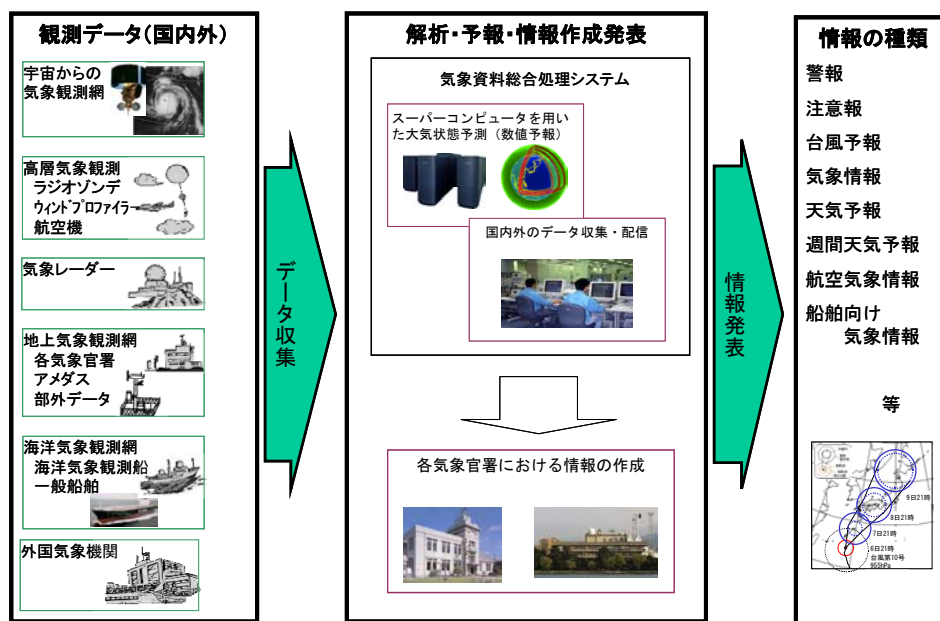 観測データ(国内外)
宇宙からの
気象観測網
高層気象観測
ラジオゾンデ
ウィンドプロファイラー
航空機
気象レーダー
地上気象観測網
各気象官署
アメダス
部外データ
海洋気象観測網
海洋気象観測船
一般船舶
外国気象機関
データ収集
解析・予報・情報作成発表
気象資料総合処理システム
スーパーコンピュータを用い
た大気状態予測（数値予報）
国内外のデータ収集・配信
各気象官署における情報の作成
情報発表
情報の種類
警報
注意報
台風予報
気象情報
天気予報
週間天気予報
航空気象情報
船舶向け
気象情報
等
9日21時
8日21時
7日21時
6日21時
台風第10号
955hPa